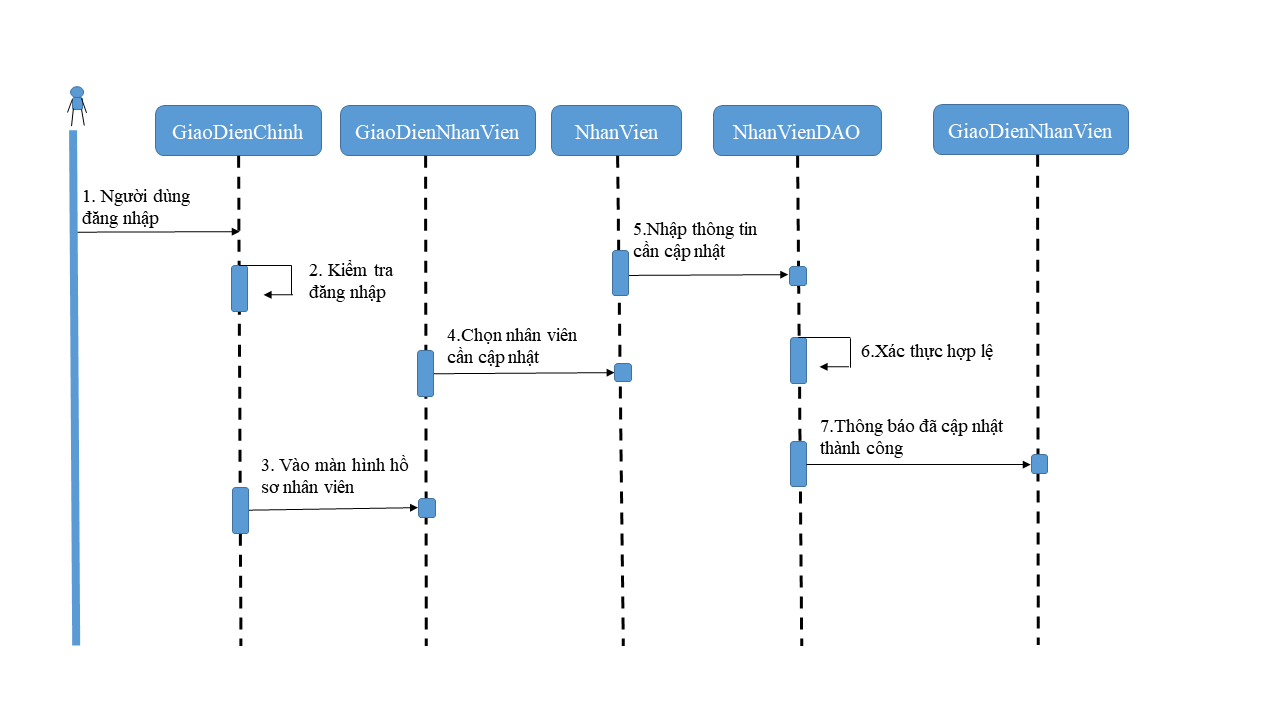 GiaoDienChinh
GiaoDienNhanVien
NhanVien
NhanVienDAO
GiaoDienNhanVien
1. Người dùng
đăng nhập
2. Kiểm tra
đăng nhập
3. Vào màn hình hồ
sơ nhân viên
4.Chọn nhân viên
cần cập nhật
5.Nhập thông tin
cần cập nhật
6.Xác thực hợp lệ
7.Thông báo đã cập nhật
thành công